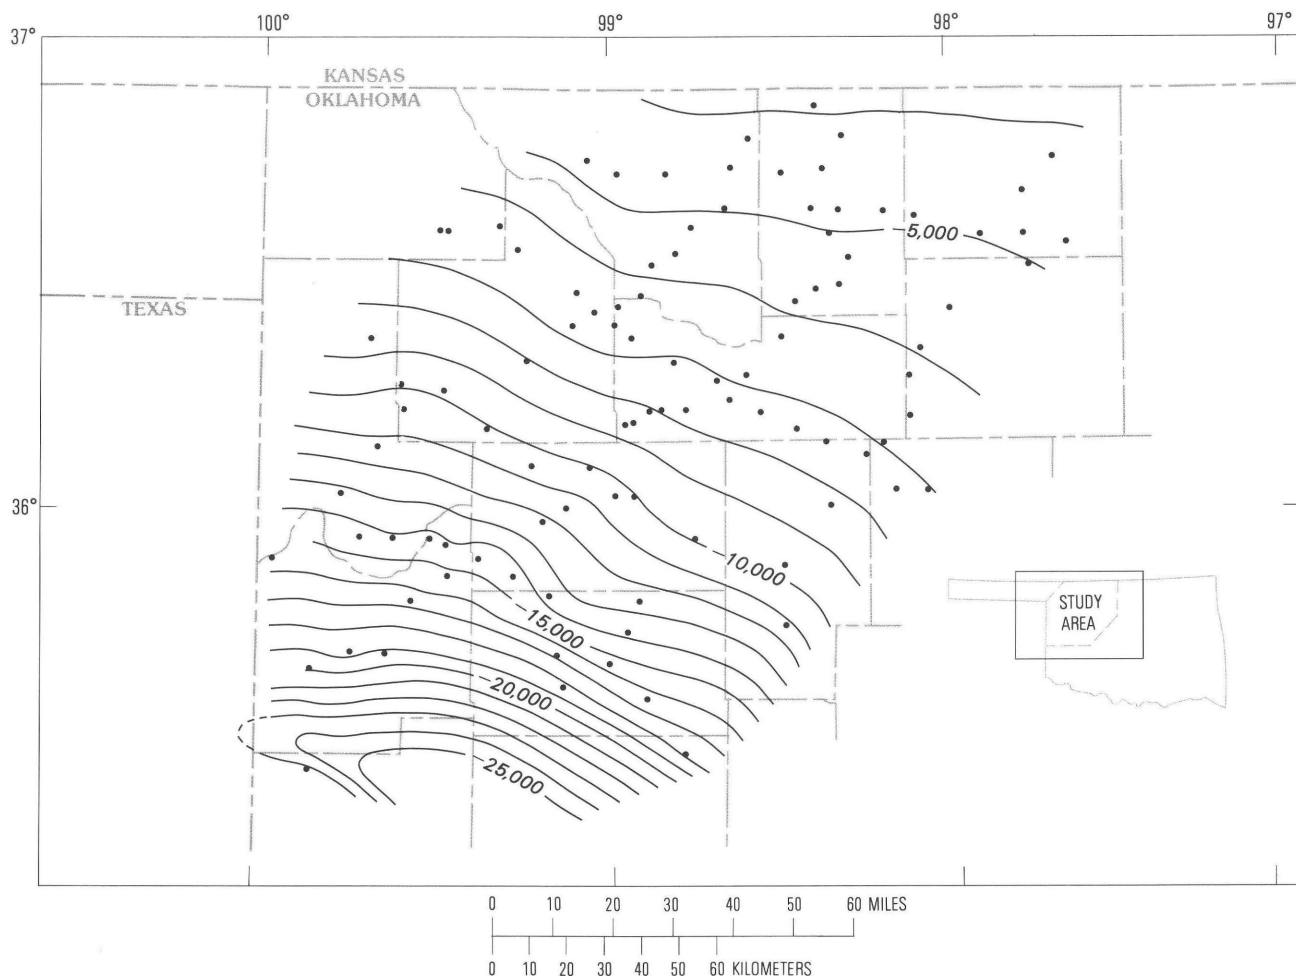 100°
99°
98°
97°
37°
KANSAS
OKLAHOMA
−5,000
TEXAS
36°
−10,000
−15,000
STUDY
AREA
−20,000
−25,000
0 10 20 30 40 50 60 MILES
0 10 20 30 40 50 60 KILOMETERS